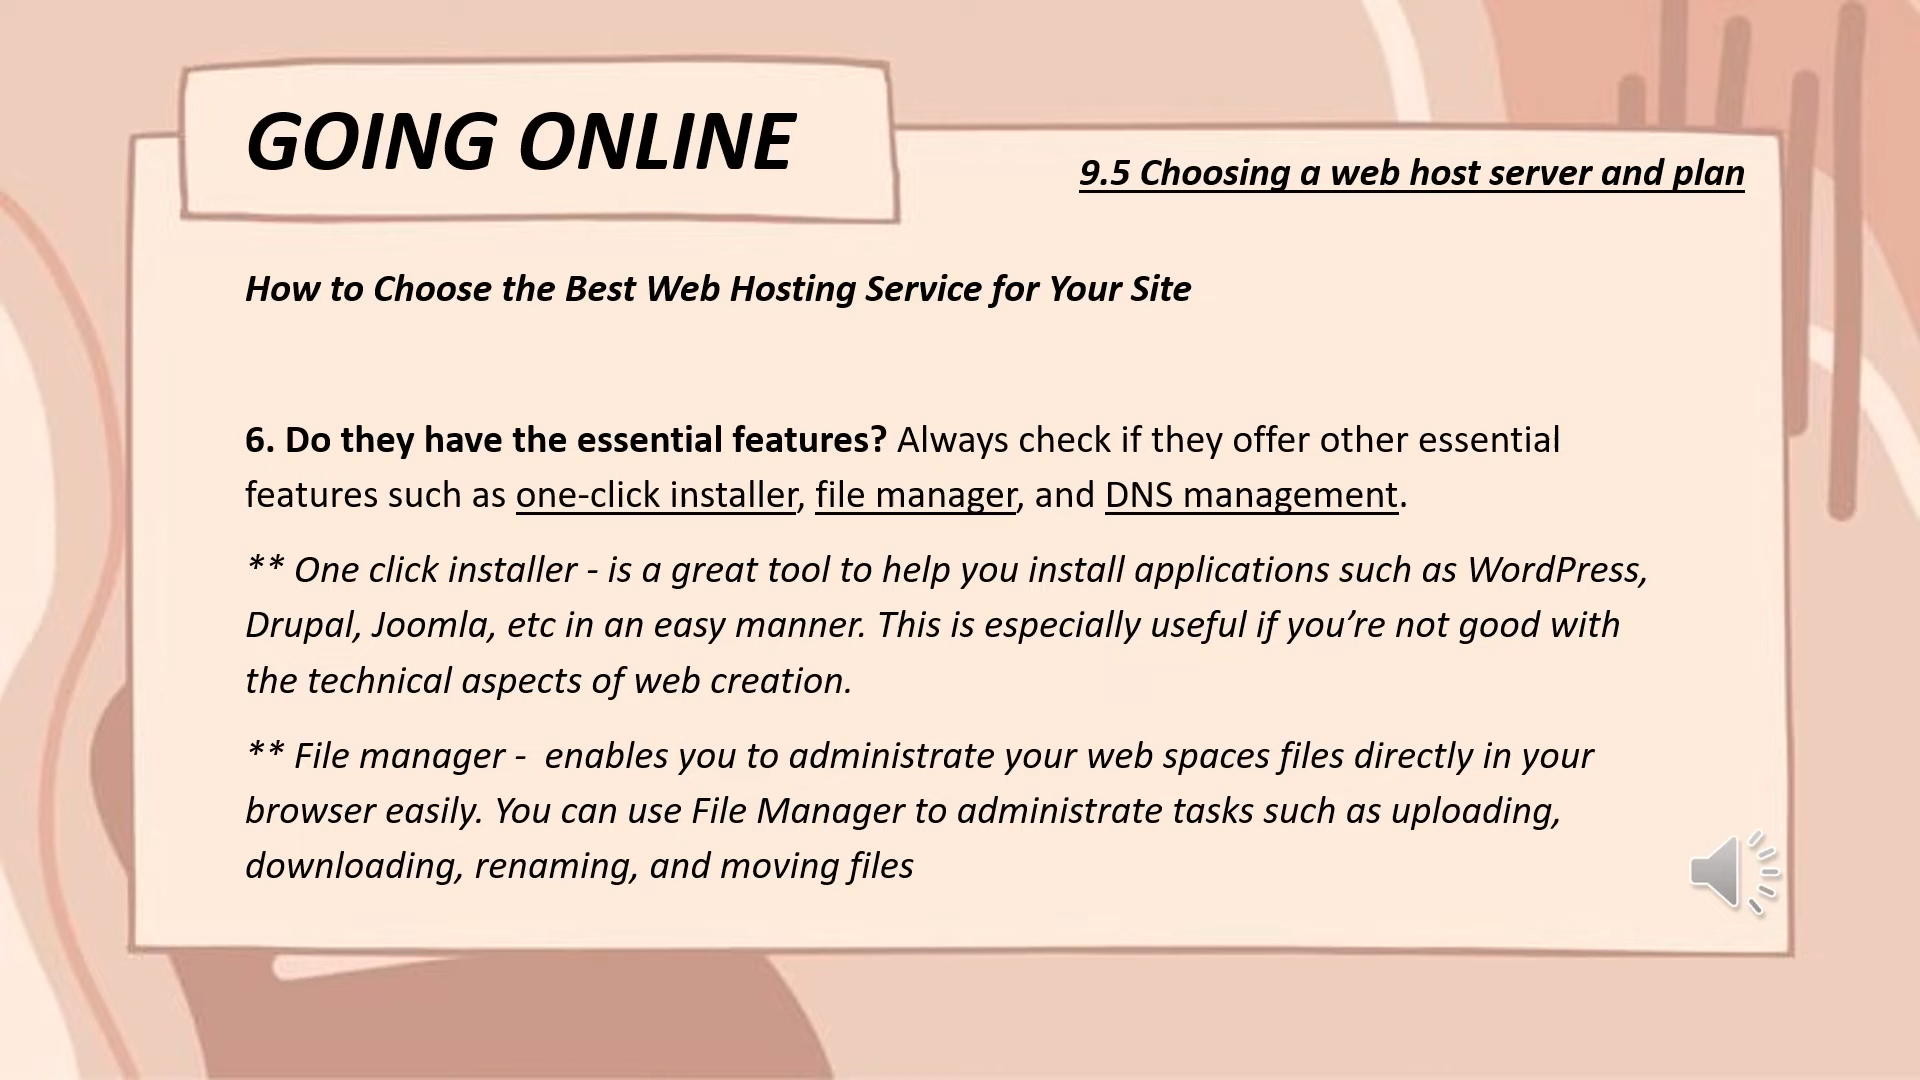 GOING ONLINE
9.5 Choosing a web host server and plan
How to Choose the Best Web Hosting Service for Your Site
6. Do they have the essential features? Always check if they offer other essential
features such as one-click installer, file manager, and DNS management.
** One click installer - is a great tool to help you install applications such as WordPress,
Drupal, Joomla, etc in an easy manner. This is especially useful if you’re not good with
the technical aspects of web creation.
** File manager -  enables you to administrate your web spaces files directly in your
browser easily. You can use File Manager to administrate tasks such as uploading,
downloading, renaming, and moving files